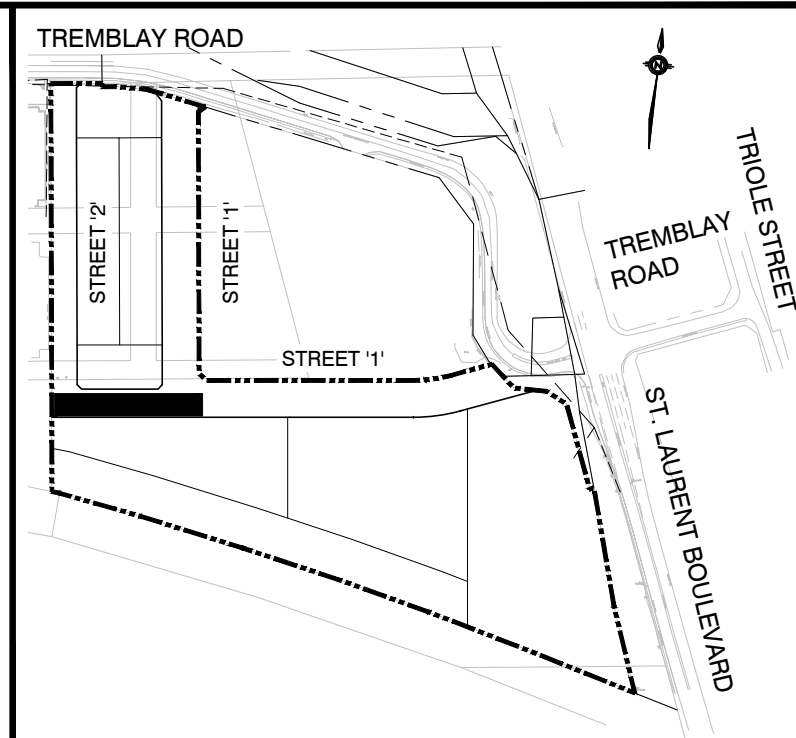 TREMBLAY ROAD
N
TRIOLE STREET
STREET '2'
STREET '1'
TREMBLAY
ROAD
STREET '1'
ST. LAURENT BOULEVARD